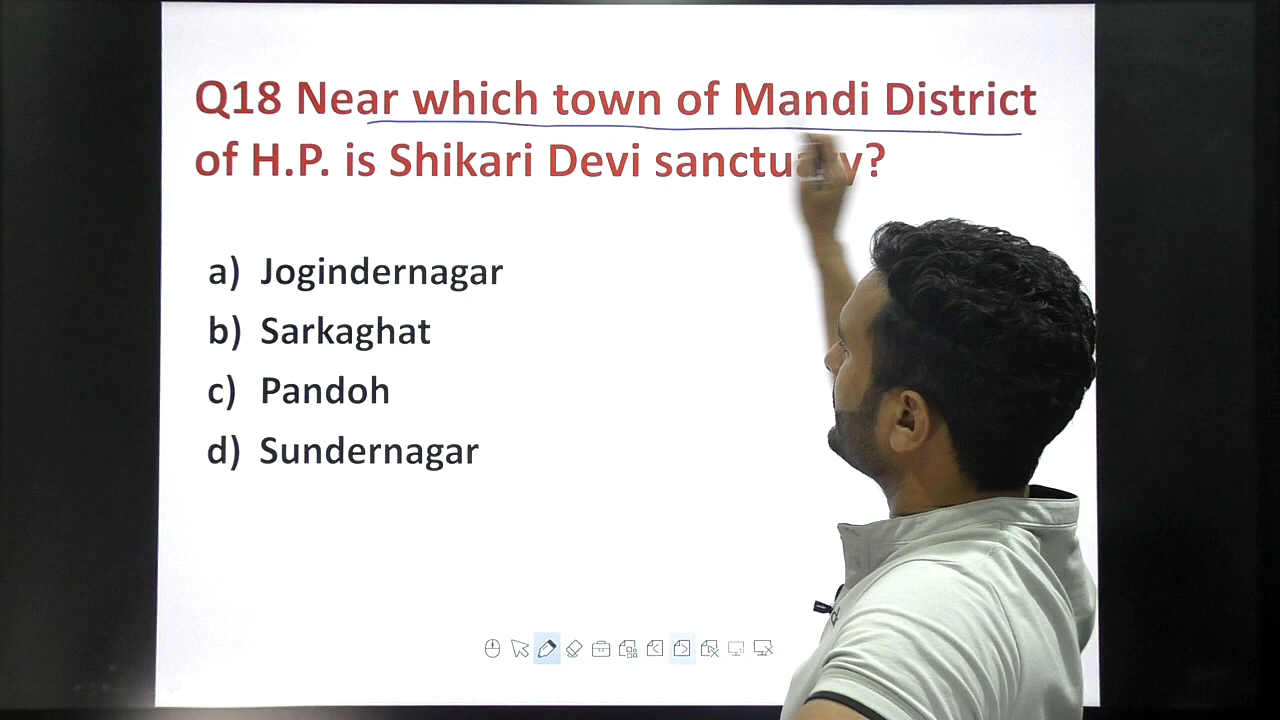 Q18 Near which town of Mandi District
of H.P. is Shikari Devi sanctuary?
a) Jogindernagar
b) Sarkaghat
c) Pandoh
d) Sundernagar